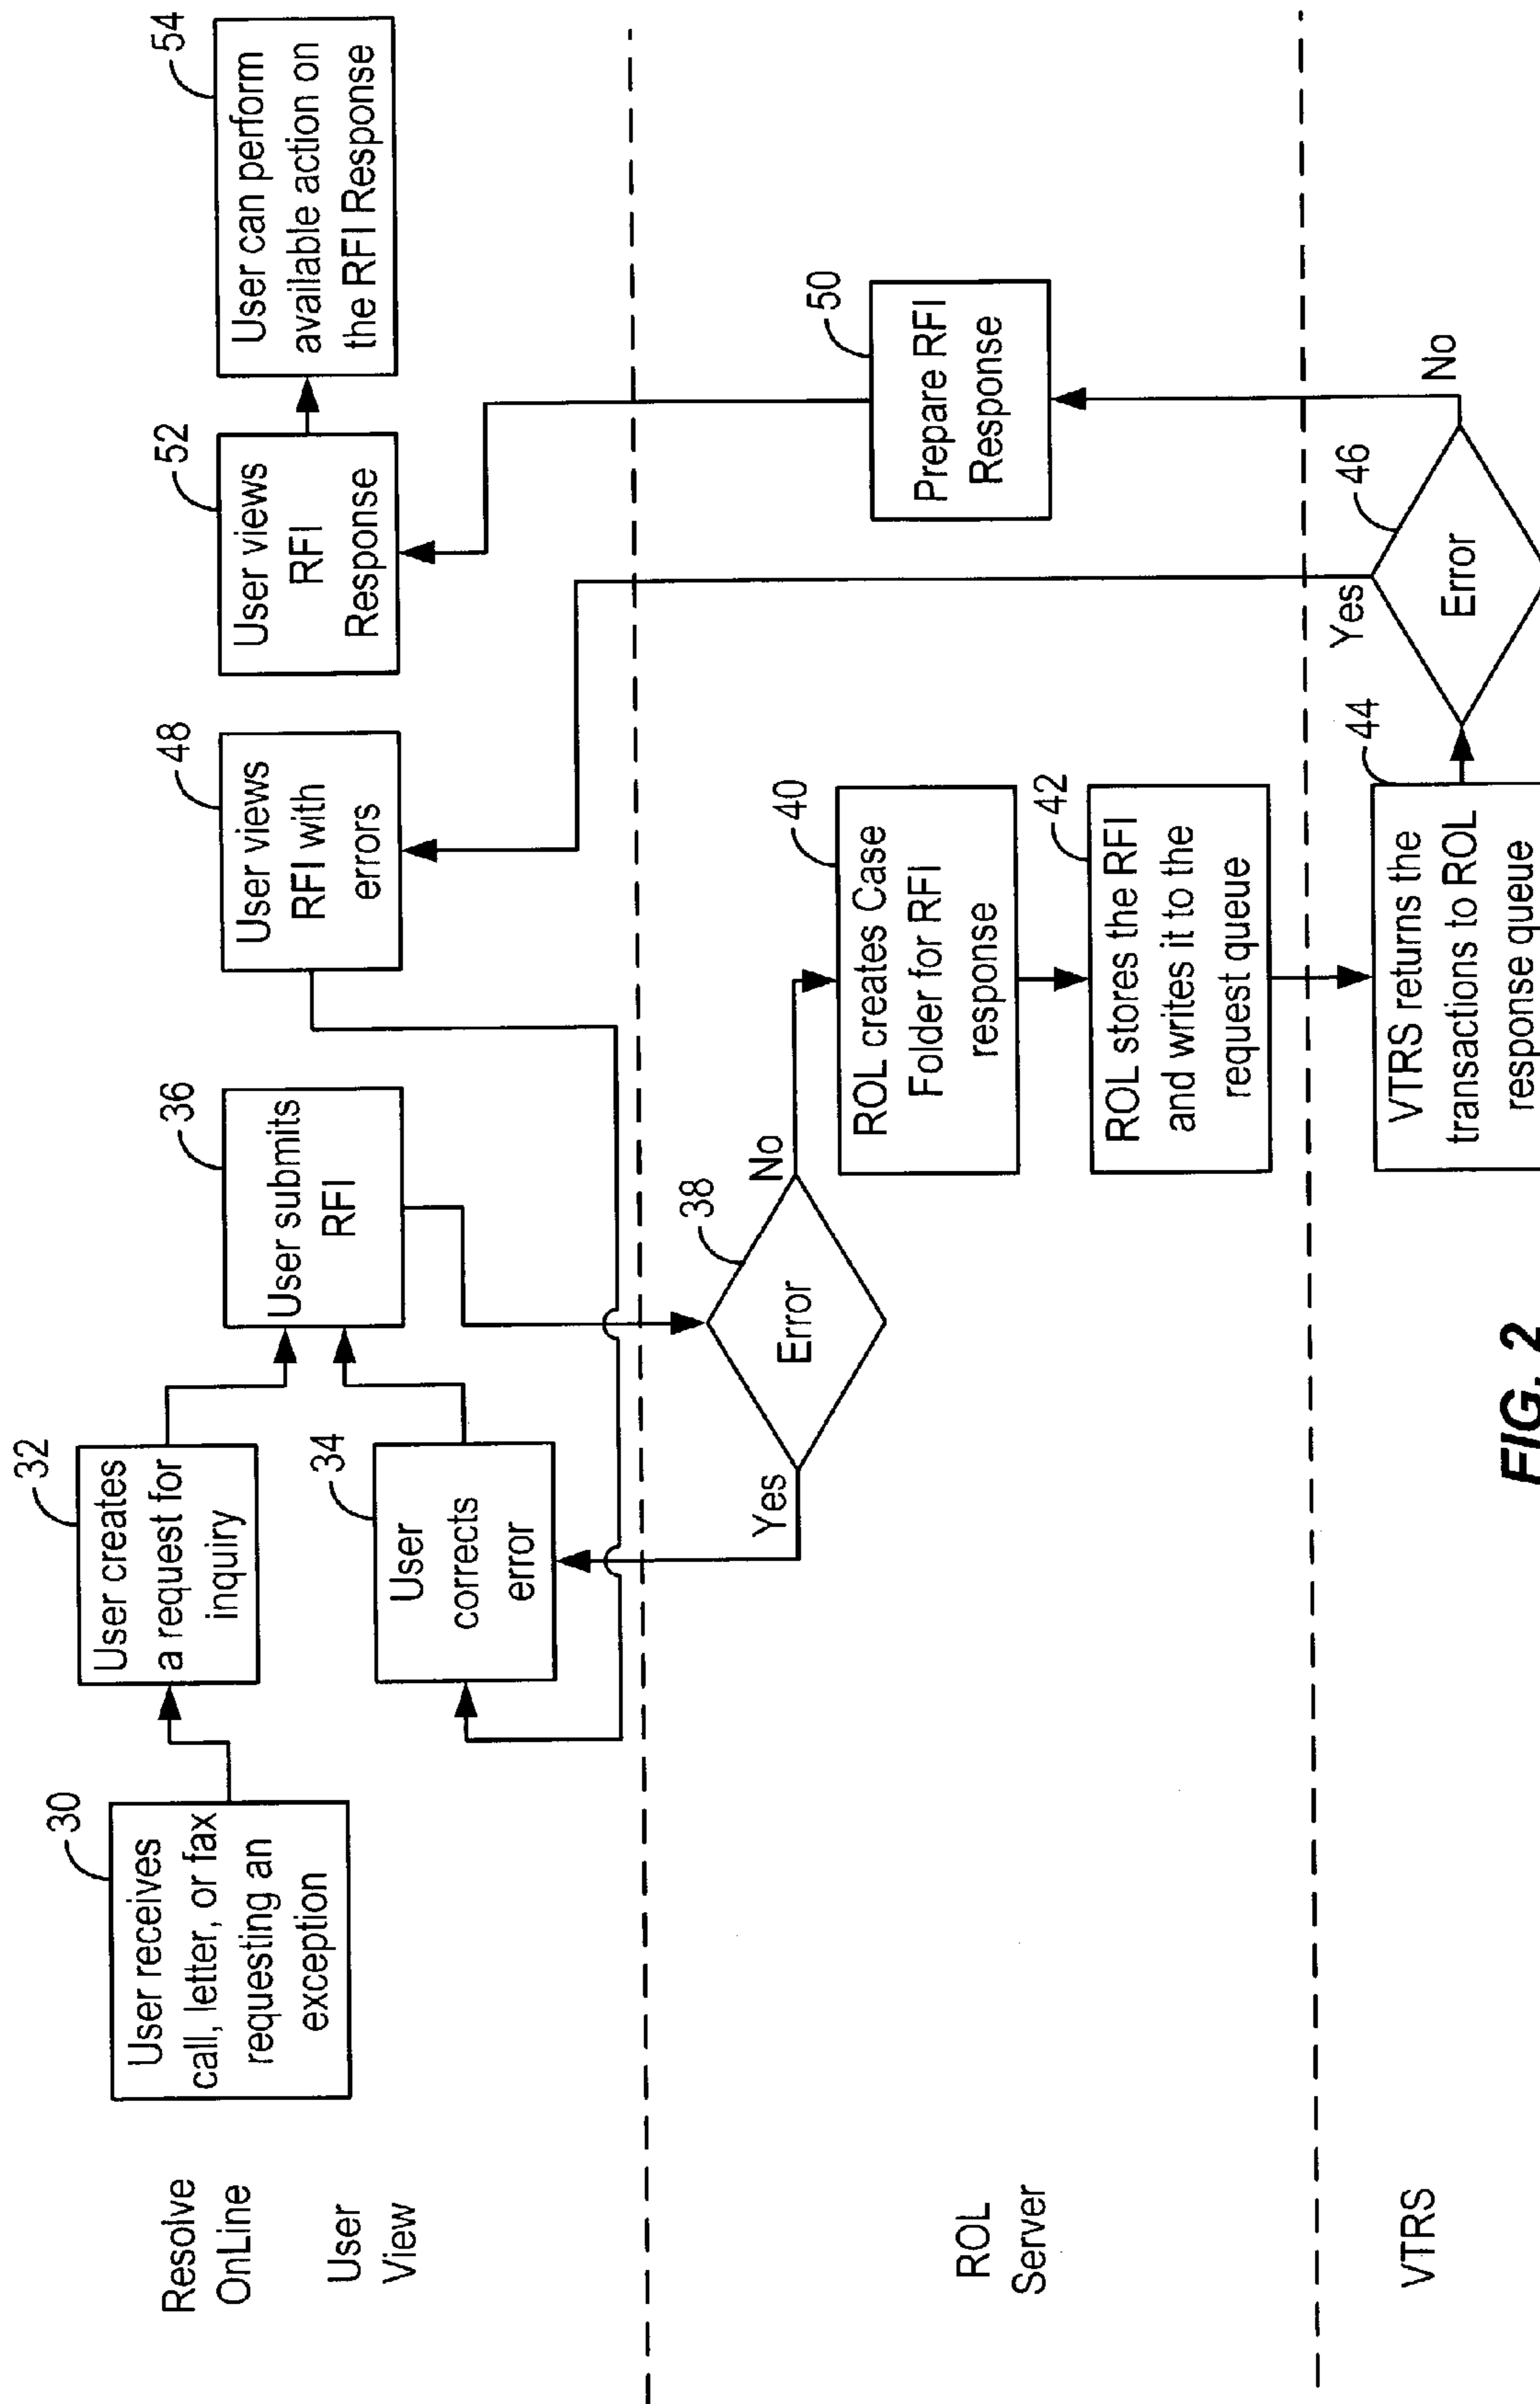 Resolve
OnLine
User
View
30
User receives
call, letter, or fax
requesting an
exception
32
User creates
a request for
inquiry
34
User
corrects
error
36
User submits
RFI
48
User views
RFI with
errors
52
User views
RFI
Response
54
User can perform
available action on
the RFI Response
ROL
Server
38
Error
Yes
No
40
ROL creates Case
Folder for RFI
response
42
ROL stores the RFI
and writes it to the
request queue
50
Prepare RFI
Response
VTRS
44
VTRS returns the
transactions to ROL
response queue
46
Error
Yes
No
FIG. 2